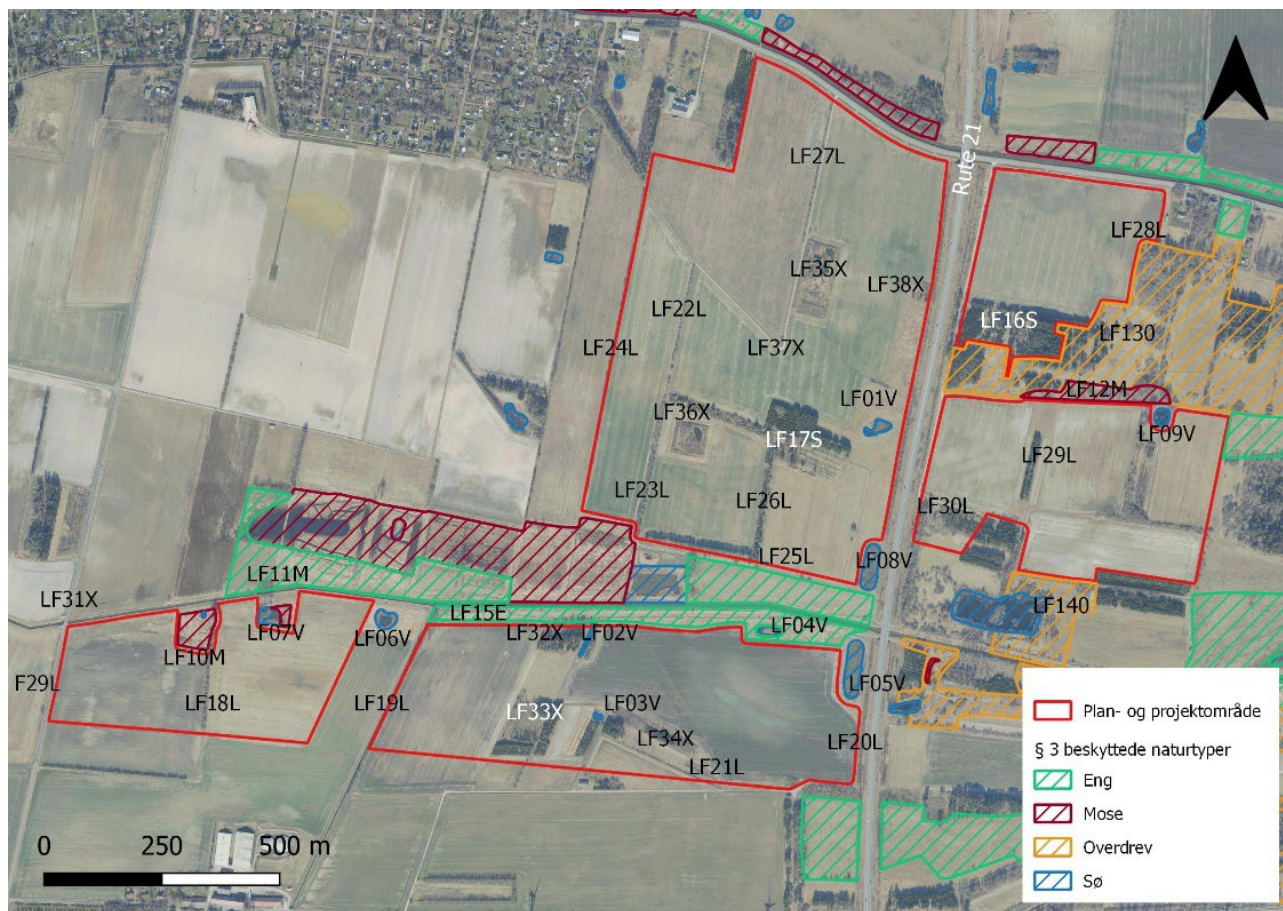 Rute 21
LF27L
LF28L
LF35X
LF38X
LF22L
LF16S
LF130
LF24L
LF37X
LF12M
LF01V
LF36X
LF17S
LF09V
LF29L
LF23L
LF26L
LF30L
LF25L
LF08V
LF11M
LF31X
LF15E
LF140
LF07V
LF06V
LF32X
LF02V
LF04V
LF10M
F29L
LF18L
LF19L
LF33X
LF03V
LF05V
LF34X
LF20L
LF21L
0 250 500 m
Plan- og projektområde
§ 3 beskyttede naturtyper
Eng
Mose
Overdrev
Sø